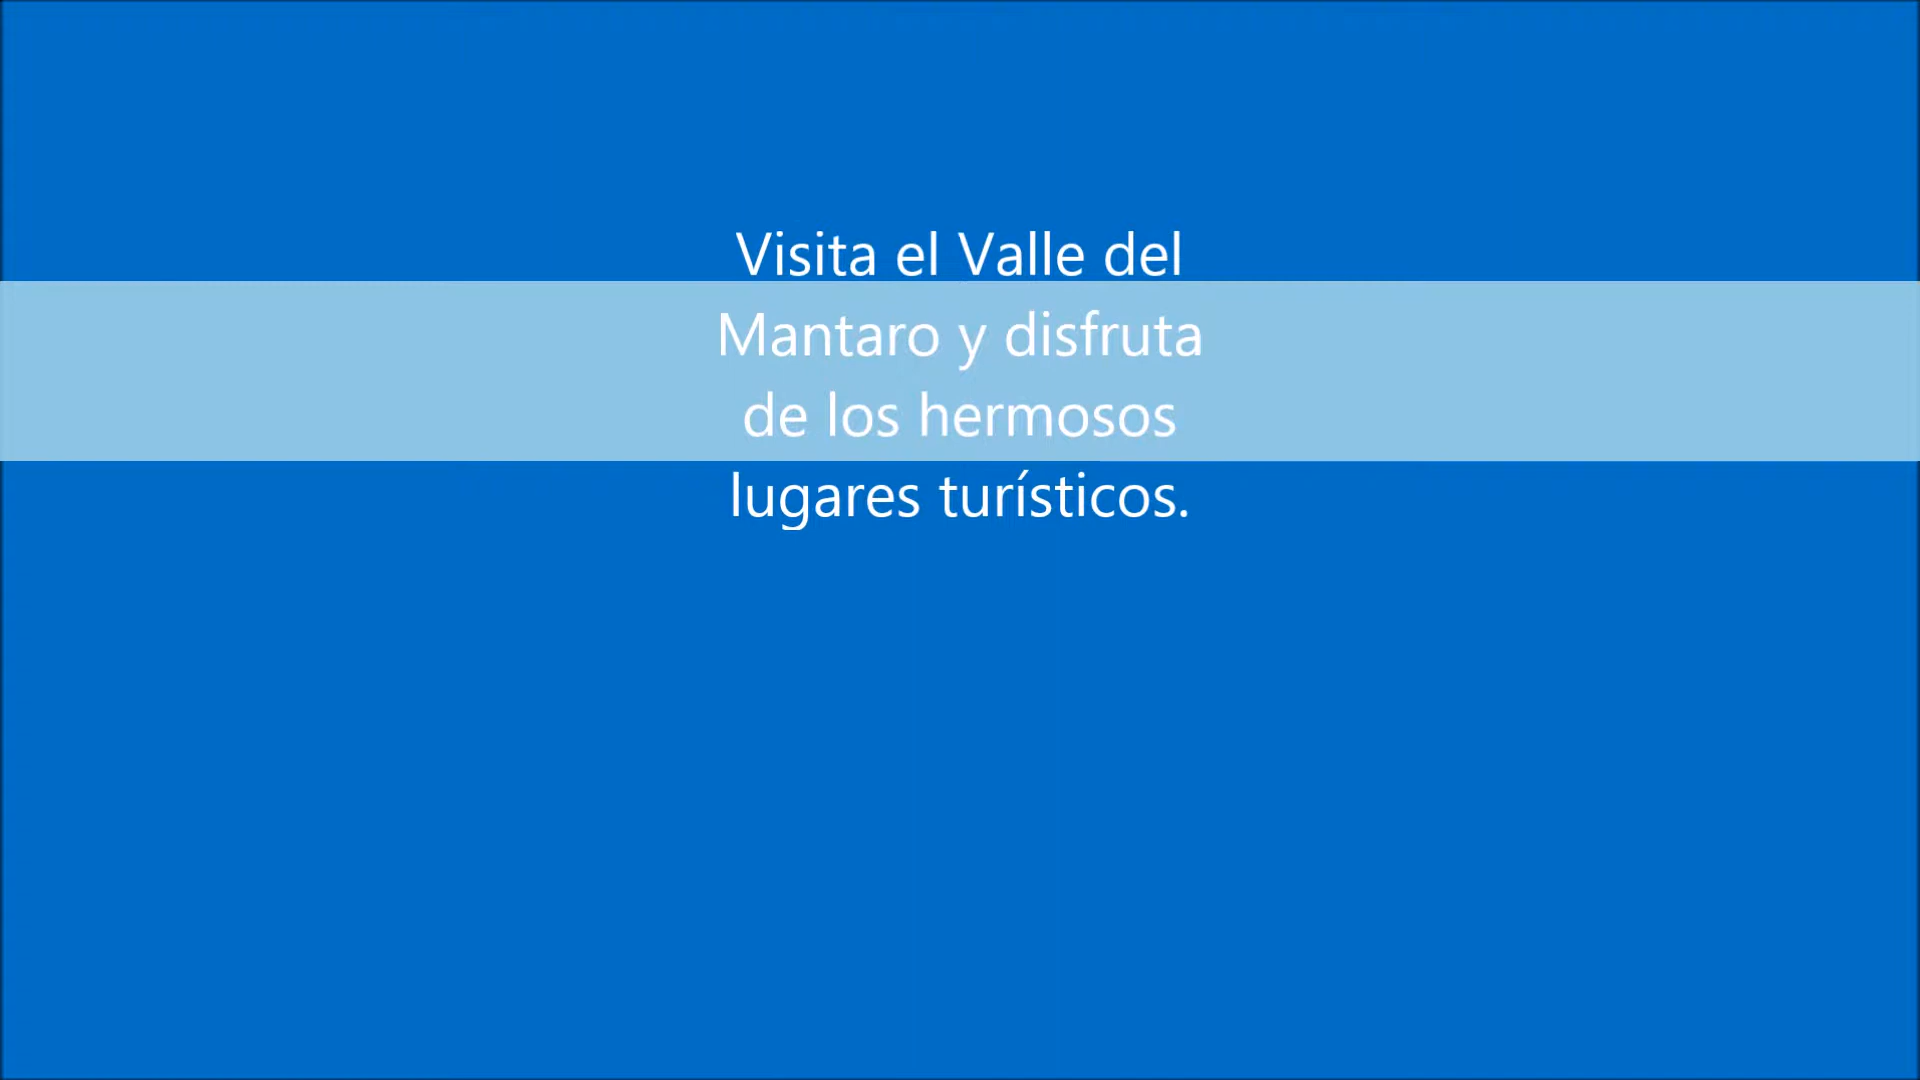 Visita el Valle del
Mantaro y disfruta
de los hermosos
lugares turísticos.